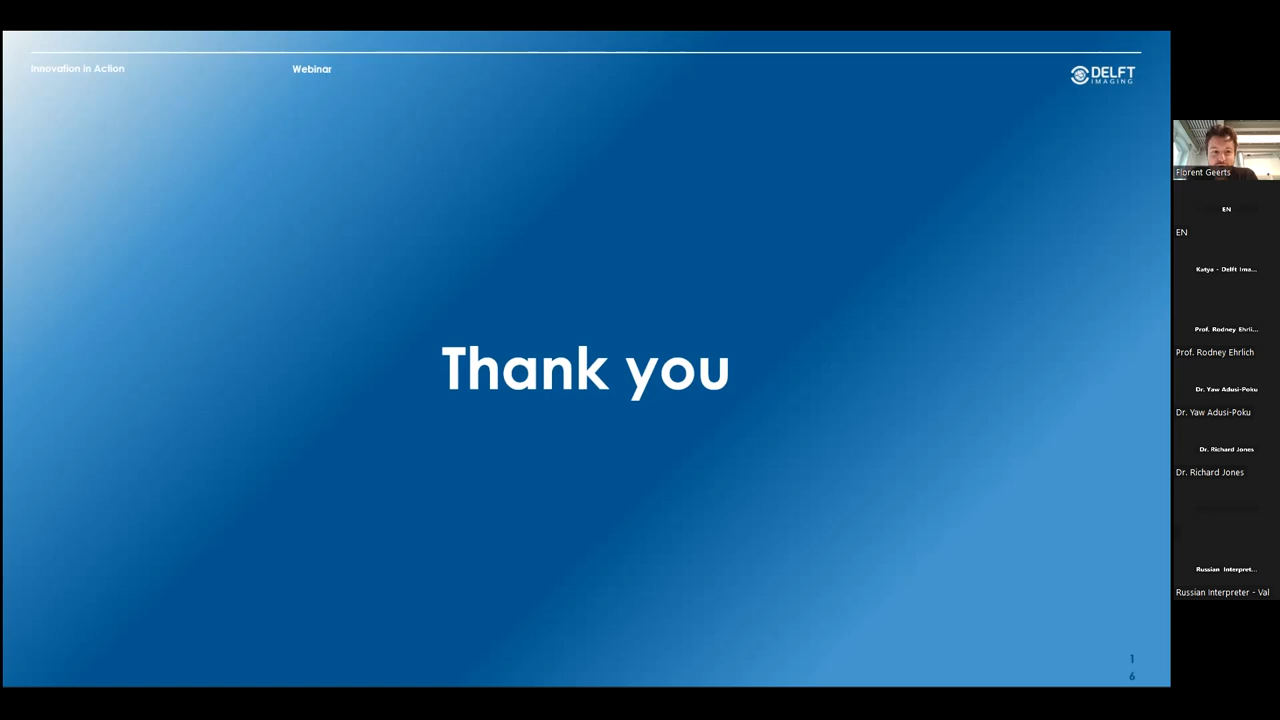 Innovation in Action
Webinar
DELFT
IMAGING
Thank you
1
6
Florent Geerts
EN
EN
Katya - Delft Ima...
Prof. Rodney Ehrli...
Prof. Rodney Ehrlich
Dr. Yaw Adusi-Poku
Dr. Yaw Adusi-Poku
Dr. Richard Jones
Dr. Richard Jones
Russian Interpret...
Russian Interpreter - Val